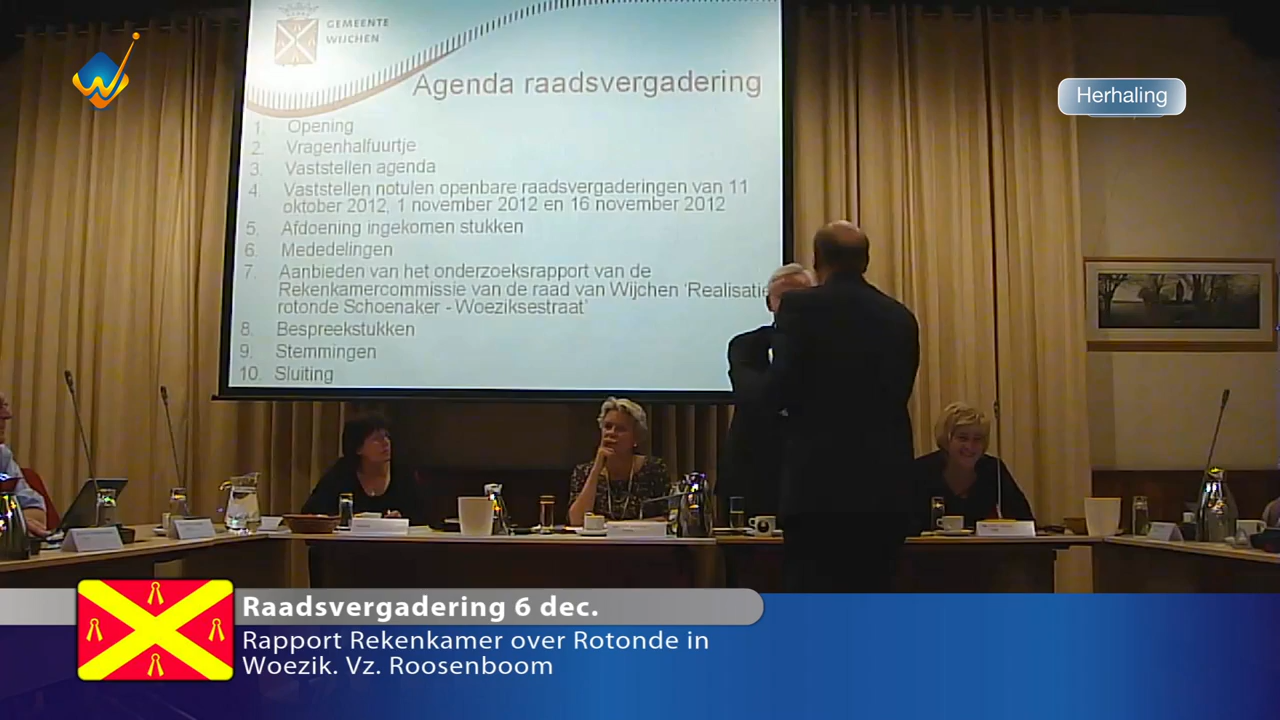 GEMEENTE
WIJCHEN
Agenda raadsvergadering
Herhaling
1. Opening
2. Vragenhalfuurtje
3. Vaststellen agenda
4. Vaststellen notulen openbare raadsvergaderingen van 11
oktober 2012, 1 november 2012 en 16 november 2012
5. Afdoening ingekomen stukken
6. Mededelingen
7. Aanbieden van het onderzoeksrapport van de
Rekenkamercommissie van de raad van Wijchen 'Realisatie
rotonde Schoenaker - Woeziksestraat'
8. Bespreekstukken
9. Stemmingen
10. Sluiting
Raadsvergadering 6 dec.
Rapport Rekenkamer over Rotonde in
Woezik. Vz. Roosenboom